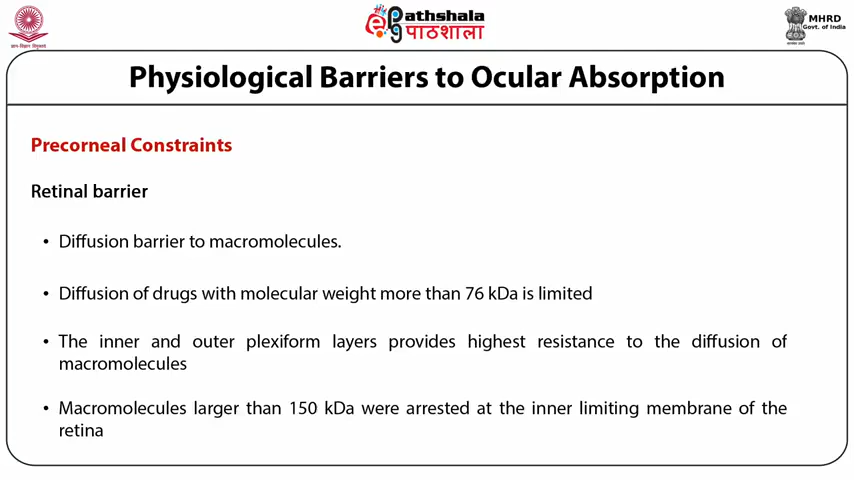 ePGPathshala
पाठशाला
MHRD
Govt. of India
Physiological Barriers to Ocular Absorption
Precorneal Constraints
Retinal barrier
• Diffusion barrier to macromolecules.
• Diffusion of drugs with molecular weight more than 76 kDa is limited
• The inner and outer plexiform layers provides highest resistance to the diffusion of
macromolecules
• Macromolecules larger than 150 kDa were arrested at the inner limiting membrane of the
retina